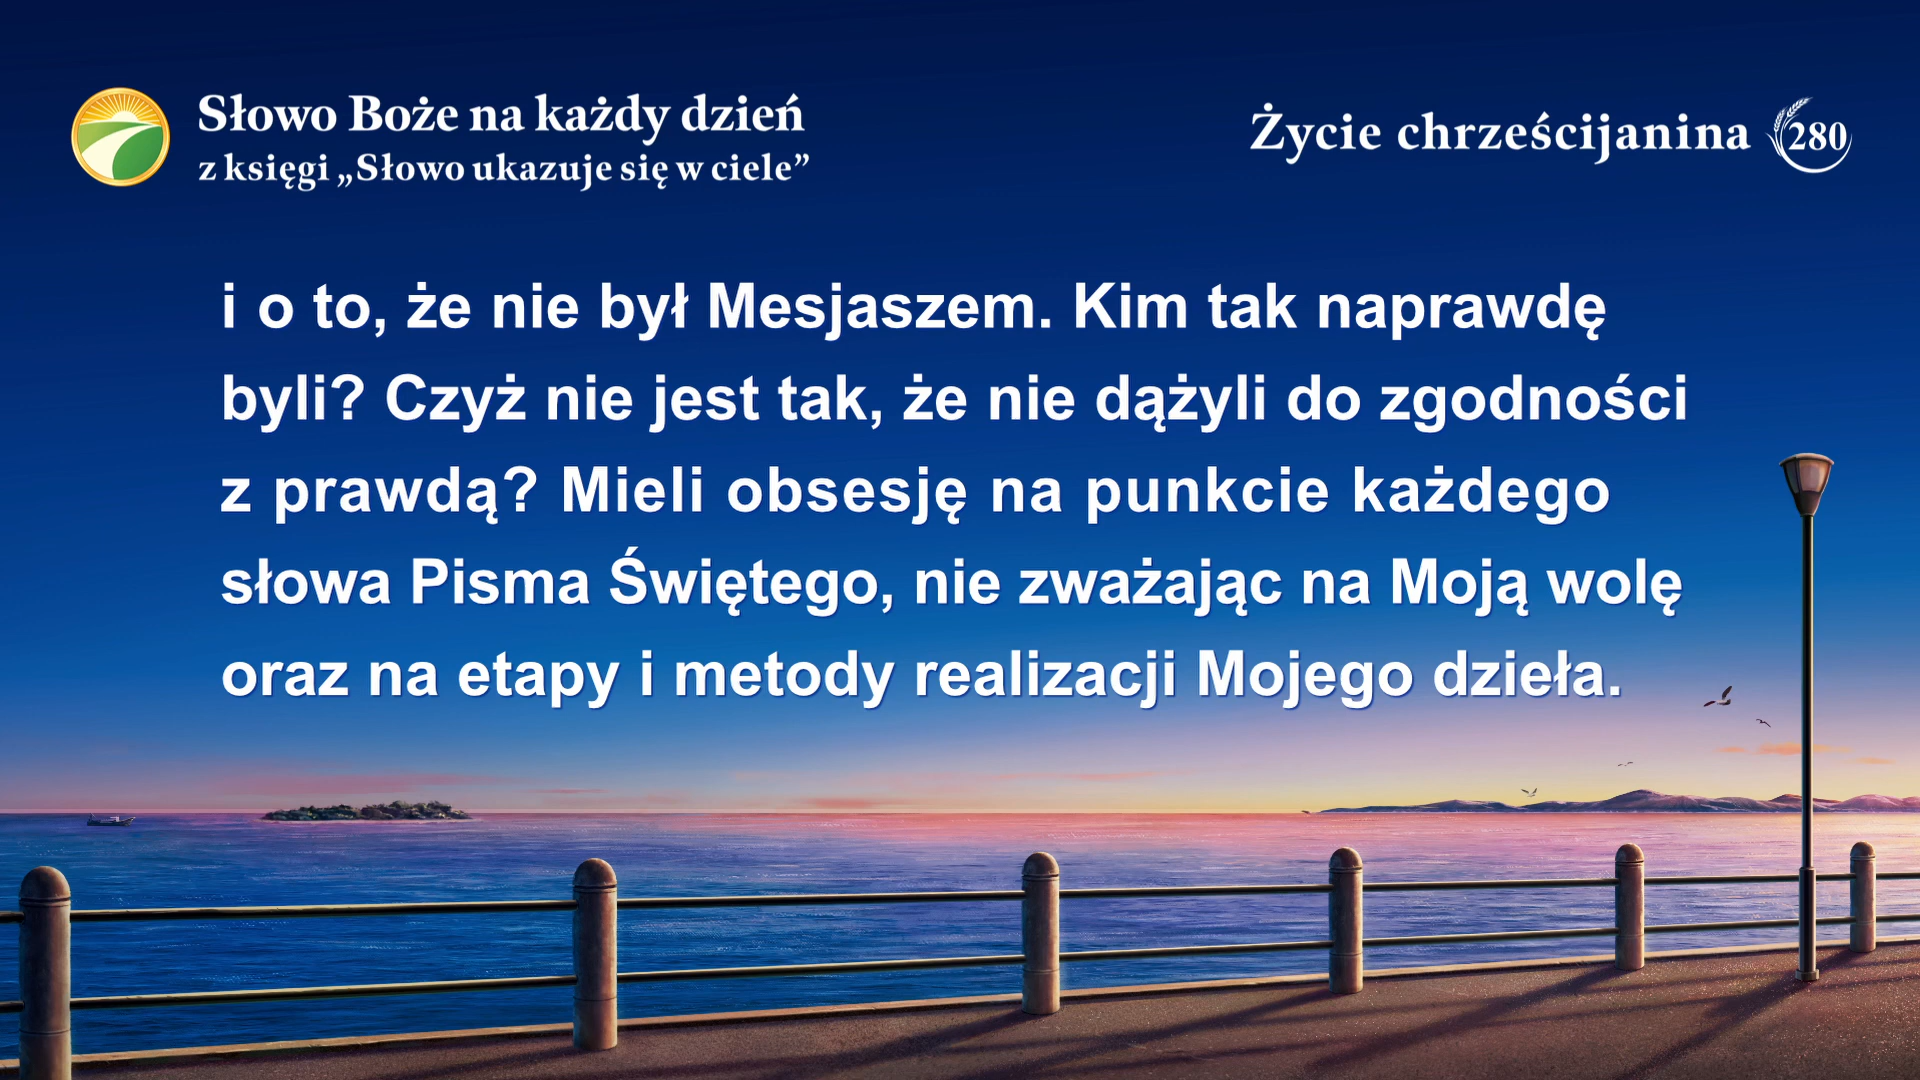 Słowo Boże na każdy dzień
z księgi „Słowo ukazuje się w ciele”
Życie chrześcijanina 280
i o to, że nie był Mesjaszem. Kim tak naprawdę
byli? Czyż nie jest tak, że nie dążyli do zgodności
z prawdą? Mieli obsesję na punkcie każdego
słowa Pisma Świętego, nie zważając na Moją wolę
oraz na etapy i metody realizacji Mojego dzieła.